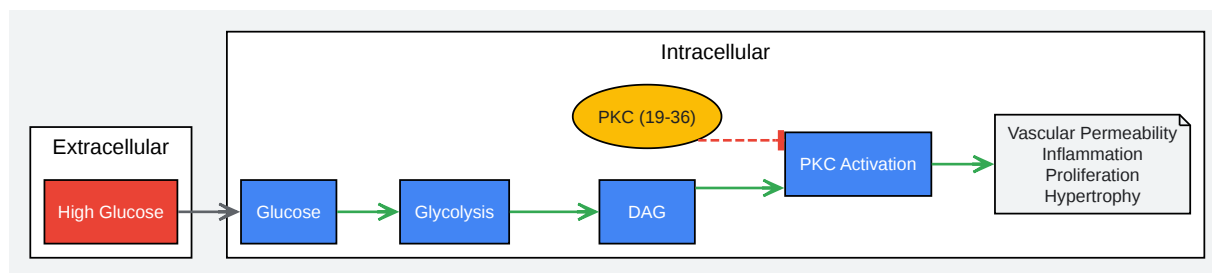 Extracellular
High Glucose
Intracellular
Glucose
Glycolysis
DAG
PKC (19-36)
PKC Activation
Vascular Permeability
Inflammation
Proliferation
Hypertrophy